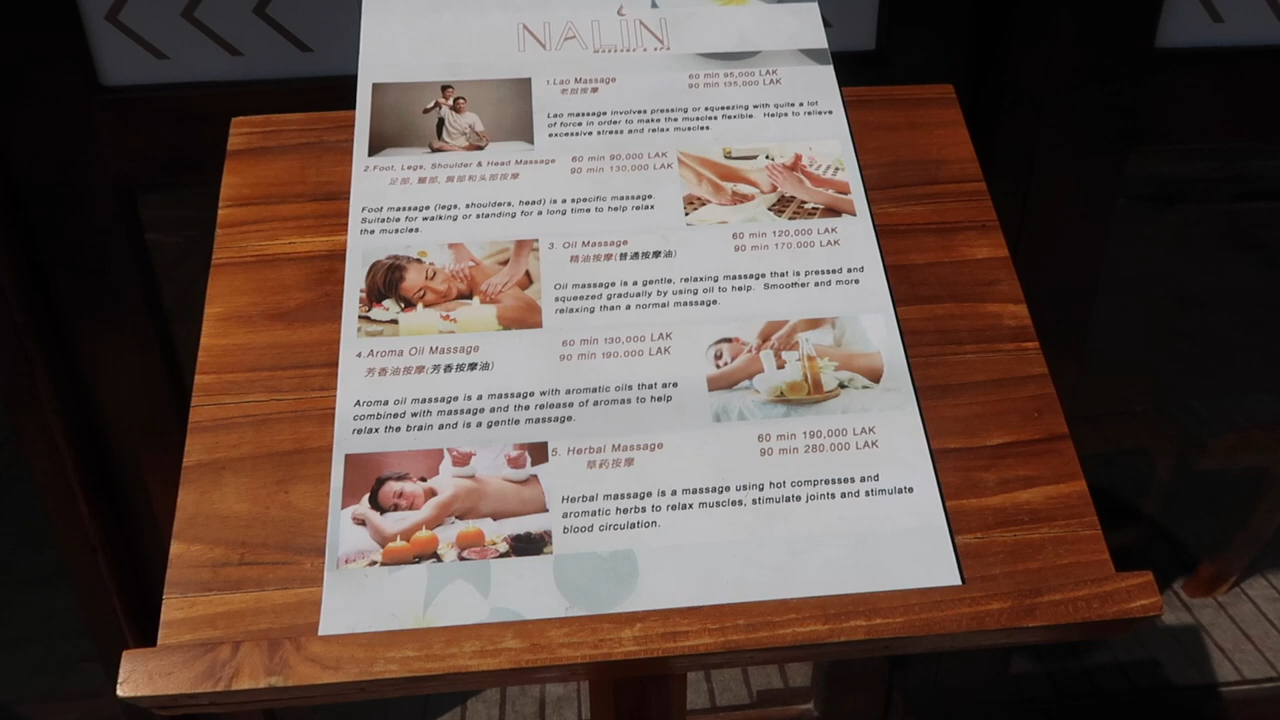 NALIN
MASSAGE & SPA
1.Lao Massage
老挝按摩
60 min 95,000 LAK
90 min 135,000 LAK
Lao massage involves pressing or squeezing with quite a lot
of force in order to make the muscles flexible. Helps to relieve
excessive stress and relax muscles.
2.Foot, Legs, Shoulder & Head Massage
足部, 腿部, 肩部和头部按摩
60 min 90,000 LAK
90 min 130,000 LAK
Foot massage (legs, shoulders, head) is a specific massage.
Suitable for walking or standing for a long time to help relax
the muscles.
3. Oil Massage
精油按摩(普通按摩油)
60 min 120,000 LAK
90 min 170.000 LAK
Oil massage is a gentle, relaxing massage that is pressed and
squeezed gradually by using oil to help. Smoother and more
relaxing than a normal massage.
4.Aroma Oil Massage
芳香油按摩(芳香按摩油)
60 min 130,000 LAK
90 min 190.000 LAK
Aroma oil massage is a massage with aromatic oils that are
combined with massage and the release of aromas to help
relax the brain and is a gentle massage.
5. Herbal Massage
草药按摩
60 min 190,000 LAK
90 min 280.000 LAK
Herbal massage is a massage using hot compresses and
aromatic herbs to relax muscles, stimulate joints and stimulate
blood circulation.